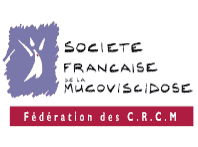 SOCIETE
FRANCAISE
DE LA
MUCOVISCIDOSE
Fédération des C.R.C.M